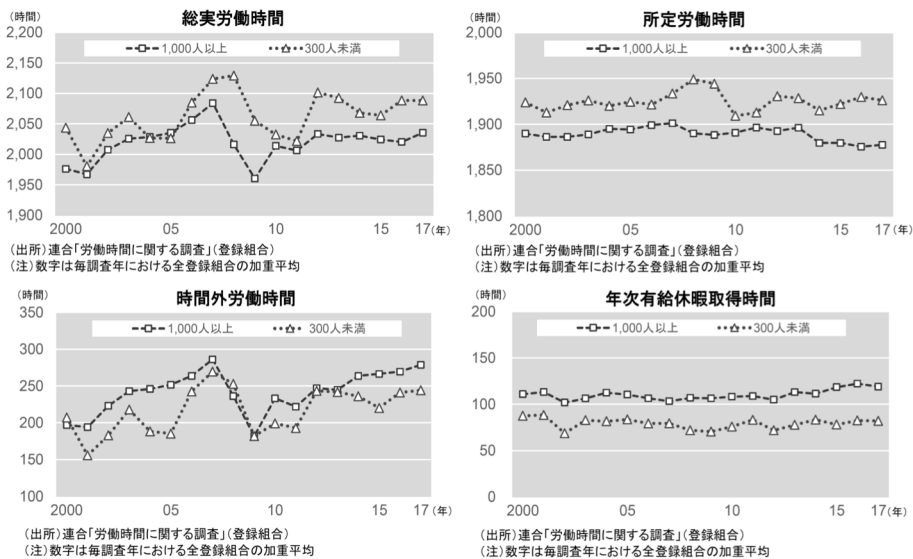 総実労働時間
(時間)
2,200
2,150
2,100
2,050
2,000
1,950
1,900
1,000人以上
300人未満
2000
05
10
15
17(年)
(出所)連合「労働時間に関する調査」(登録組合)
(注)数字は毎調査年における全登録組合の加重平均
所定労働時間
(時間)
2,000
1,950
1,900
1,850
1,800
1,000人以上
300人未満
2000
05
10
15
17(年)
(出所)連合「労働時間に関する調査」(登録組合)
(注)数字は毎調査年における全登録組合の加重平均
時間外労働時間
(時間)
350
300
250
200
150
100
1,000人以上
300人未満
2000
05
10
15
17(年)
(出所)連合「労働時間に関する調査」(登録組合)
(注)数字は毎調査年における全登録組合の加重平均
年次有給休暇取得時間
(時間)
200
150
100
50
0
1,000人以上
300人未満
2000
05
10
15
17(年)
(出所)連合「労働時間に関する調査」(登録組合)
(注)数字は毎調査年における全登録組合の加重平均